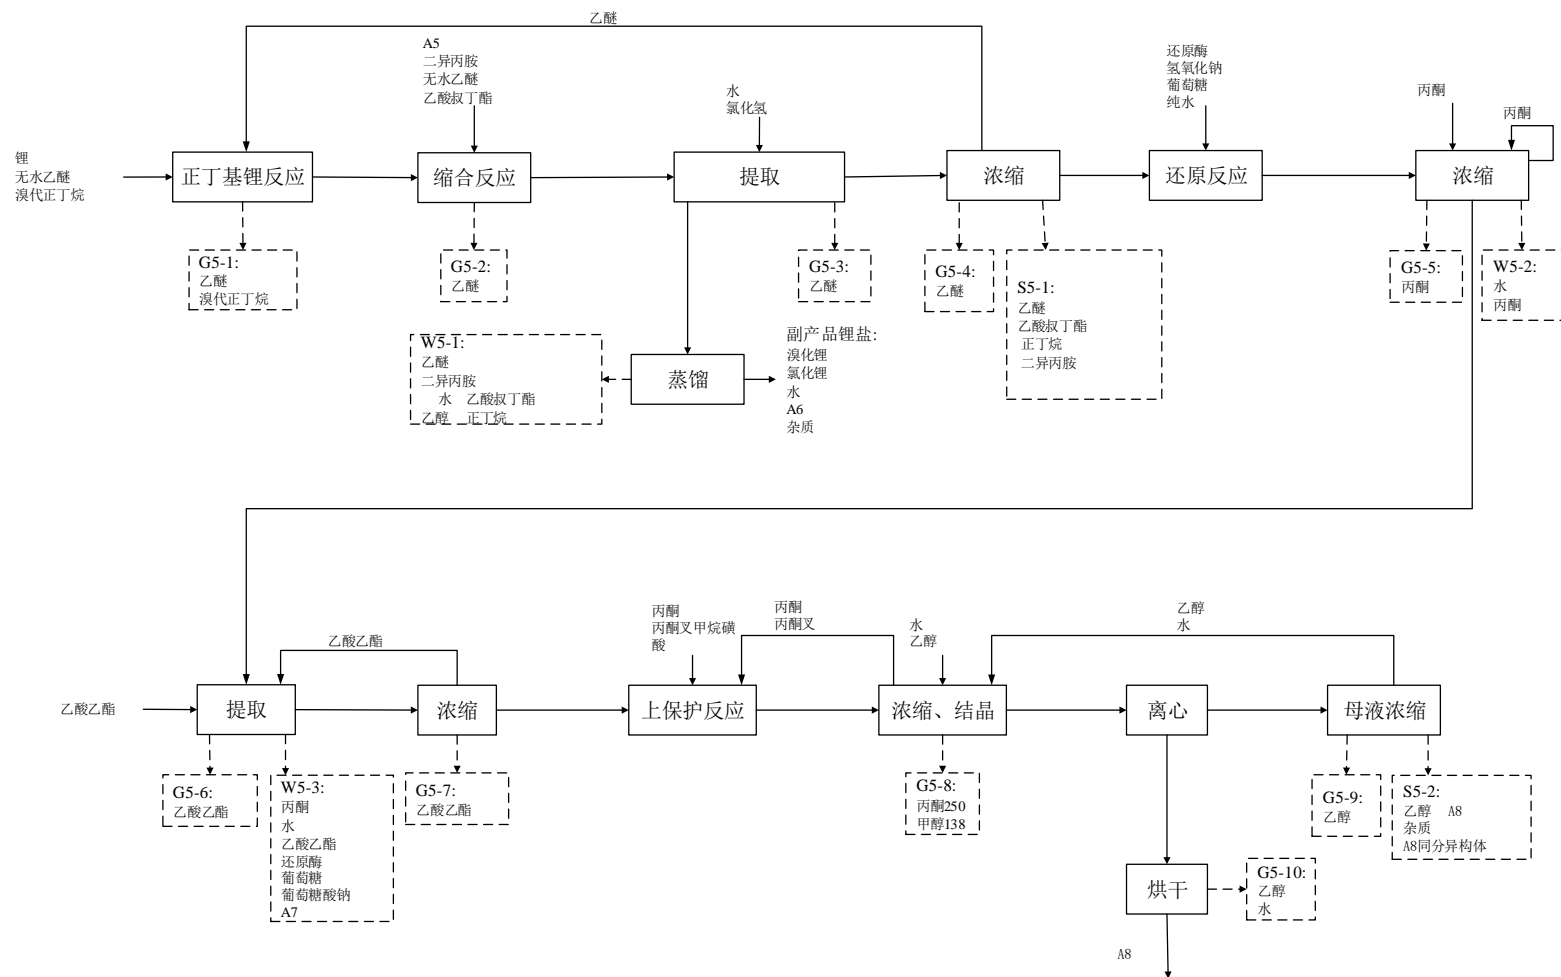 乙醚
A5
二异丙胺
无水乙醚
乙酸叔丁酯
水
氯化氢
还原酶
氢氧化钠
葡萄糖
纯水
丙酮
丙酮
锂
无水乙醚
溴代正丁烷
正丁基锂反应
缩合反应
提取
浓缩
还原反应
浓缩
G5-1:
乙醚
溴代正丁烷
G5-2:
乙醚
G5-3:
乙醚
G5-4:
乙醚
S5-1:
乙醚
乙酸叔丁酯
正丁烷
二异丙胺
G5-5:
丙酮
W5-2:
水
丙酮
W5-1:
乙醚
二异丙胺
水 乙酸叔丁酯
乙醇 正丁烷
蒸馏
副产品锂盐:
溴化锂
氯化锂
水
A6
杂质
乙酸乙酯
丙酮
丙酮叉甲烷磺
酸
丙酮
丙酮叉
水
乙醇
乙醇
水
乙酸乙酯
提取
浓缩
上保护反应
浓缩、结晶
离心
母液浓缩
G5-6:
乙酸乙酯
W5-3:
丙酮
水
乙酸乙酯
还原酶
葡萄糖
葡萄糖酸钠
A7
G5-7:
乙酸乙酯
G5-8:
丙酮250
甲醇138
G5-9:
乙醇
S5-2:
乙醇 A8
杂质
A8同分异构体
烘干
G5-10:
乙醇
水
A8